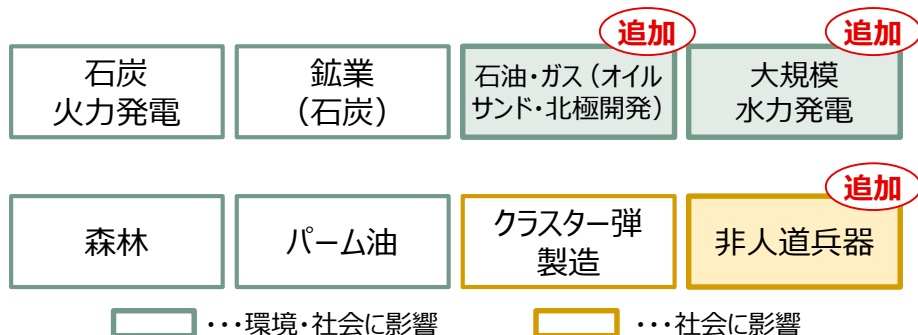 追加
追加
石炭
火力発電
鉱業
(石炭)
石油・ガス(オイル
サンド・北極開発)
大規模
水力発電
追加
森林
パーム油
クラスター弾
製造
非人道兵器
・・・環境・社会に影響
・・・社会に影響